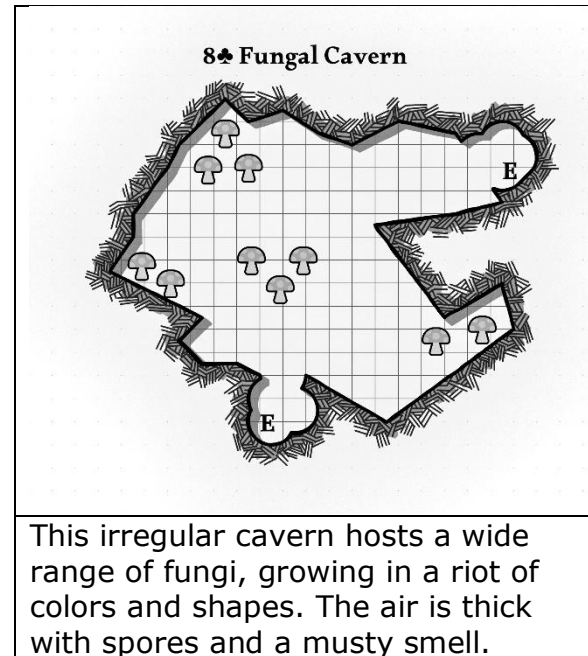 8♣ Fungal Cavern
E
E
This irregular cavern hosts a wide
range of fungi, growing in a riot of
colors and shapes. The air is thick
with spores and a musty smell.